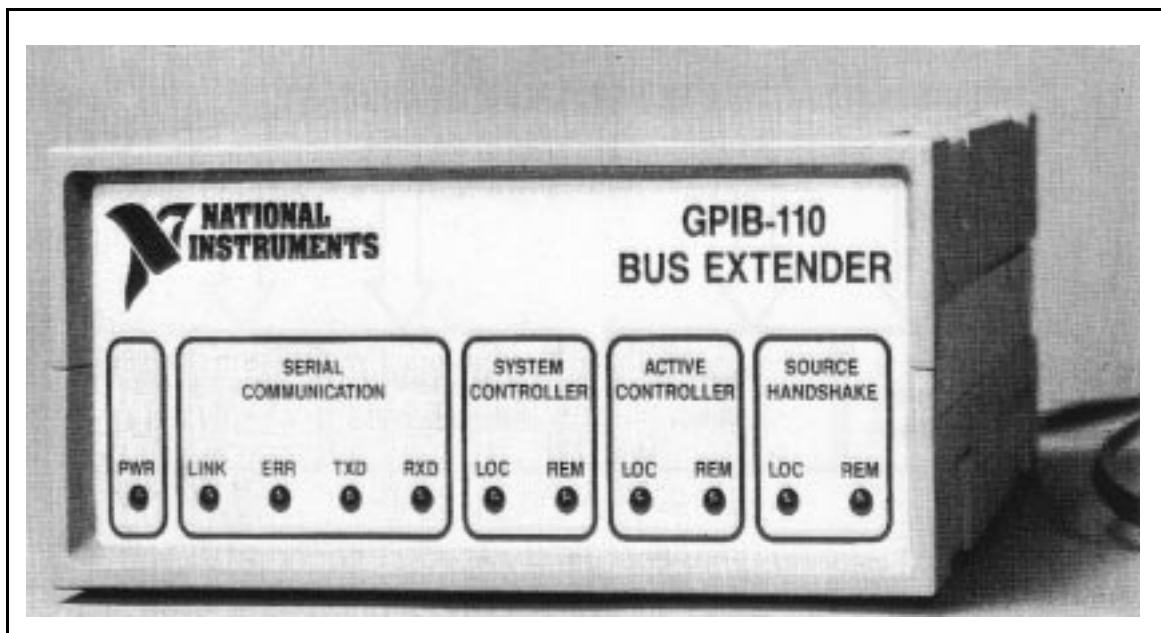 NATIONAL
INSTRUMENTS
GPIB-110
BUS EXTENDER
PWR
SERIAL
COMMUNICATION
LINK ERR TXD RXD
SYSTEM
CONTROLLER
LOC REM
ACTIVE
CONTROLLER
LOC REM
SOURCE
HANDSHAKE
LOC REM